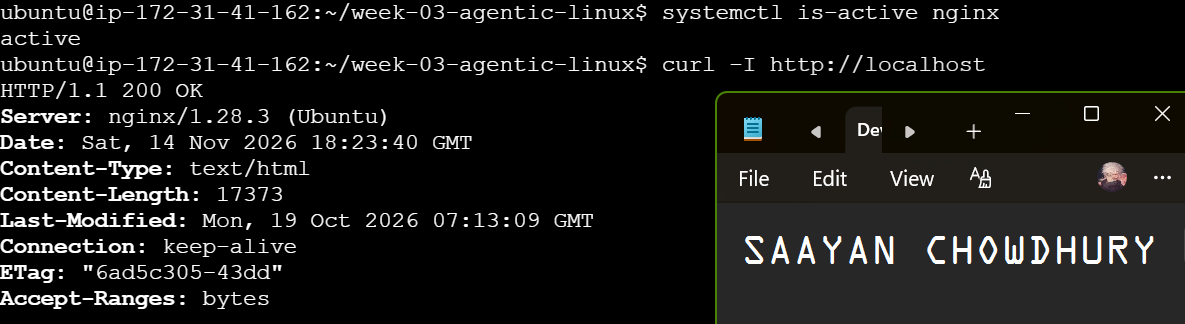 ubuntu@ip-172-31-41-162:~/week-03-agentic-linux$ systemctl is-active nginx
active
ubuntu@ip-172-31-41-162:~/week-03-agentic-linux$ curl -I http://localhost
HTTP/1.1 200 OK
Server: nginx/1.28.3 (Ubuntu)
Date: Sat, 14 Nov 2026 18:23:40 GMT
Content-Type: text/html
Content-Length: 17373
Last-Modified: Mon, 19 Oct 2026 07:13:09 GMT
Connection: keep-alive
ETag: "6ad5c305-43dd"
Accept-Ranges: bytes
File Edit View
SAAYAN CHOWDHURY